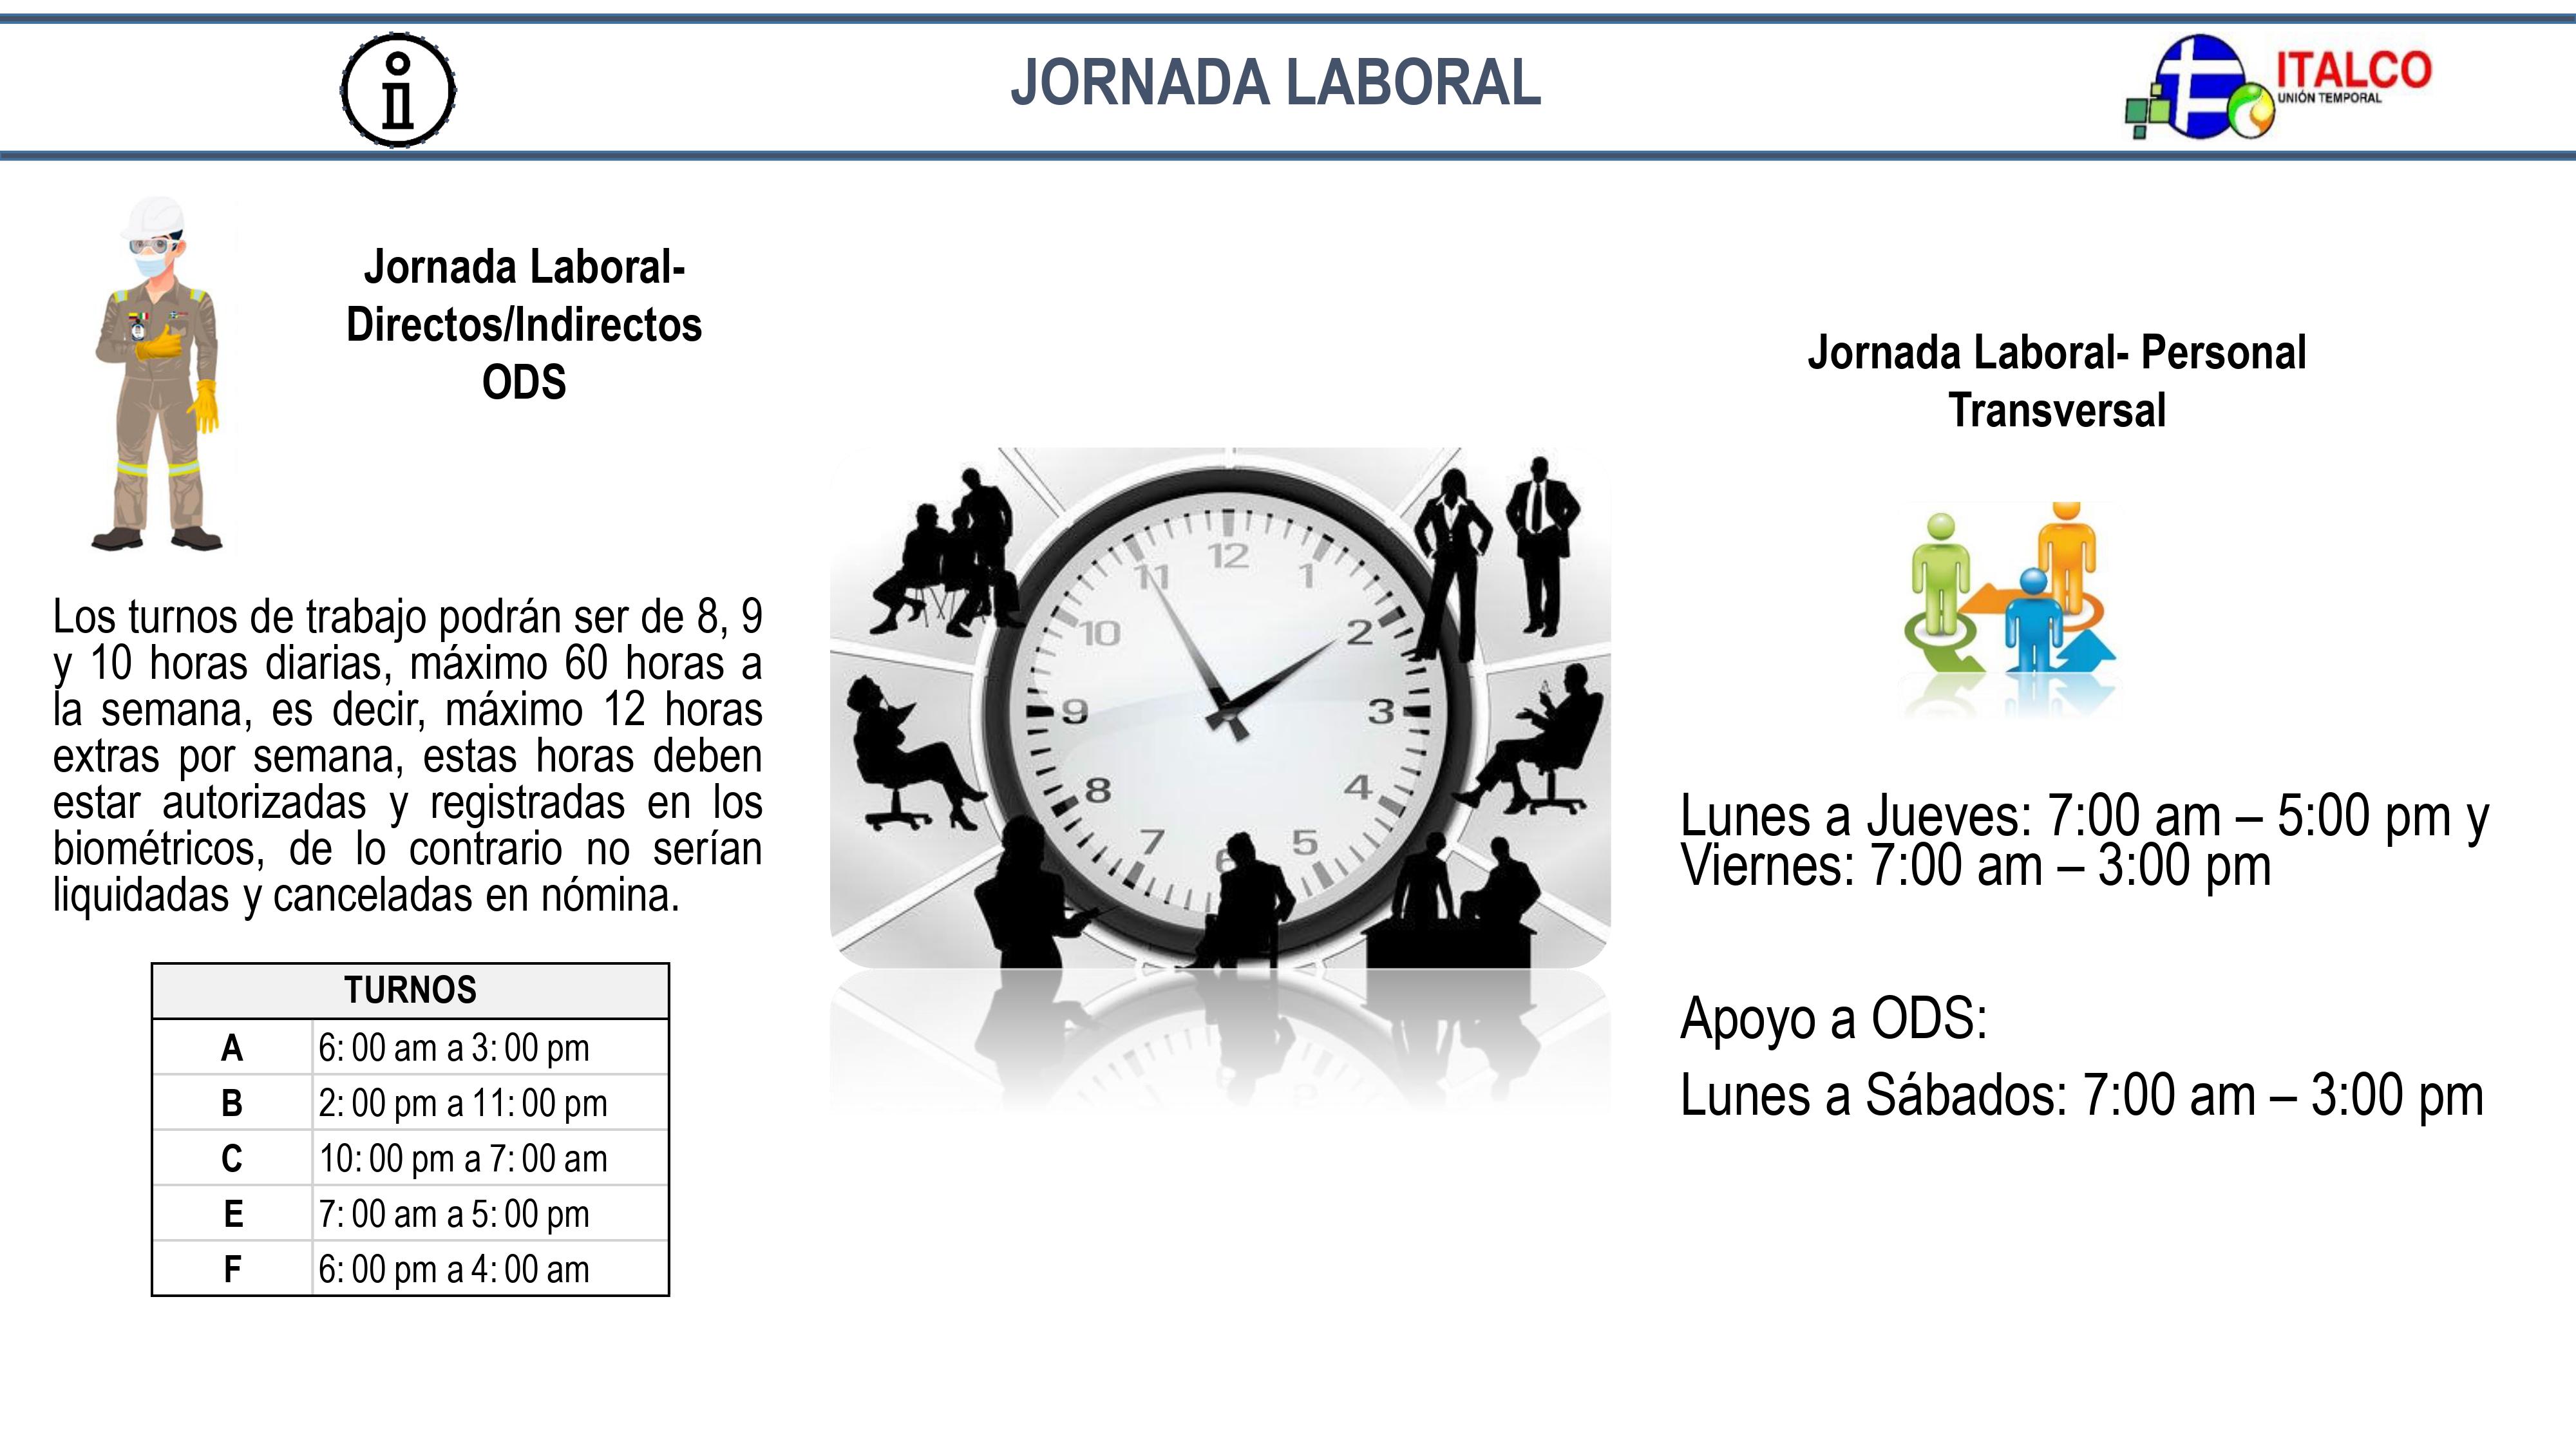 JORNADA LABORAL
ITALCO
UNIÓN TEMPORAL
Jornada Laboral-
Directos/Indirectos
ODS
Los turnos de trabajo podrán ser de 8, 9
y 10 horas diarias, máximo 60 horas a
la semana, es decir, máximo 12 horas
extras por semana, estas horas deben
estar autorizadas y registradas en los
biométricos, de lo contrario no serían
liquidadas y canceladas en nómina.
TURNOS
A 6: 00 am a 3: 00 pm
B 2: 00 pm a 11: 00 pm
C 10: 00 pm a 7: 00 am
E 7: 00 am a 5: 00 pm
F 6: 00 pm a 4: 00 am
12
11
1
10
2
9
3
8
4
7
5
6
Jornada Laboral- Personal
Transversal
Lunes a Jueves: 7:00 am – 5:00 pm y
Viernes: 7:00 am – 3:00 pm
Apoyo a ODS:
Lunes a Sábados: 7:00 am – 3:00 pm